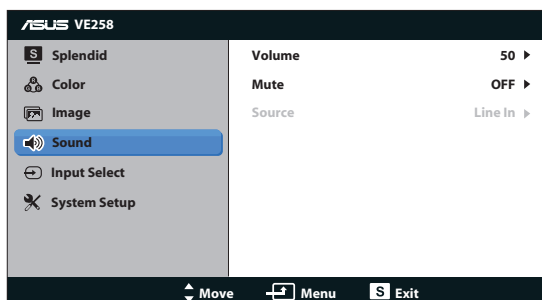 ASUS VE258
S Splendid
Color
Image
Sound
Input Select
System Setup
Volume 50
Mute OFF
Source Line In
Move Menu S Exit